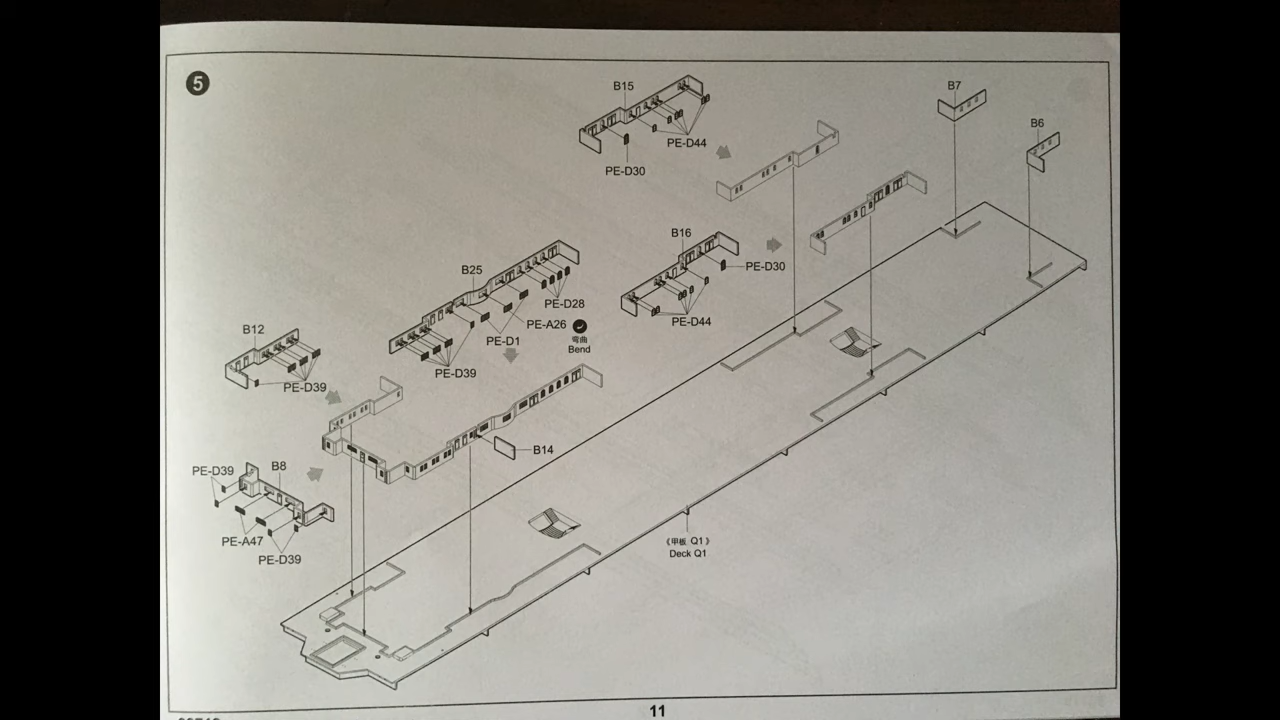 5
B15
B7
B6
PE-D44
PE-D30
B16
PE-D30
B25
PE-D28
PE-A26
PE-D44
B12
PE-D1
弯曲
Bend
PE-D39
PE-D39
B14
PE-D39
B8
PE-A47
PE-D39
《甲板 Q1》
Deck Q1
11